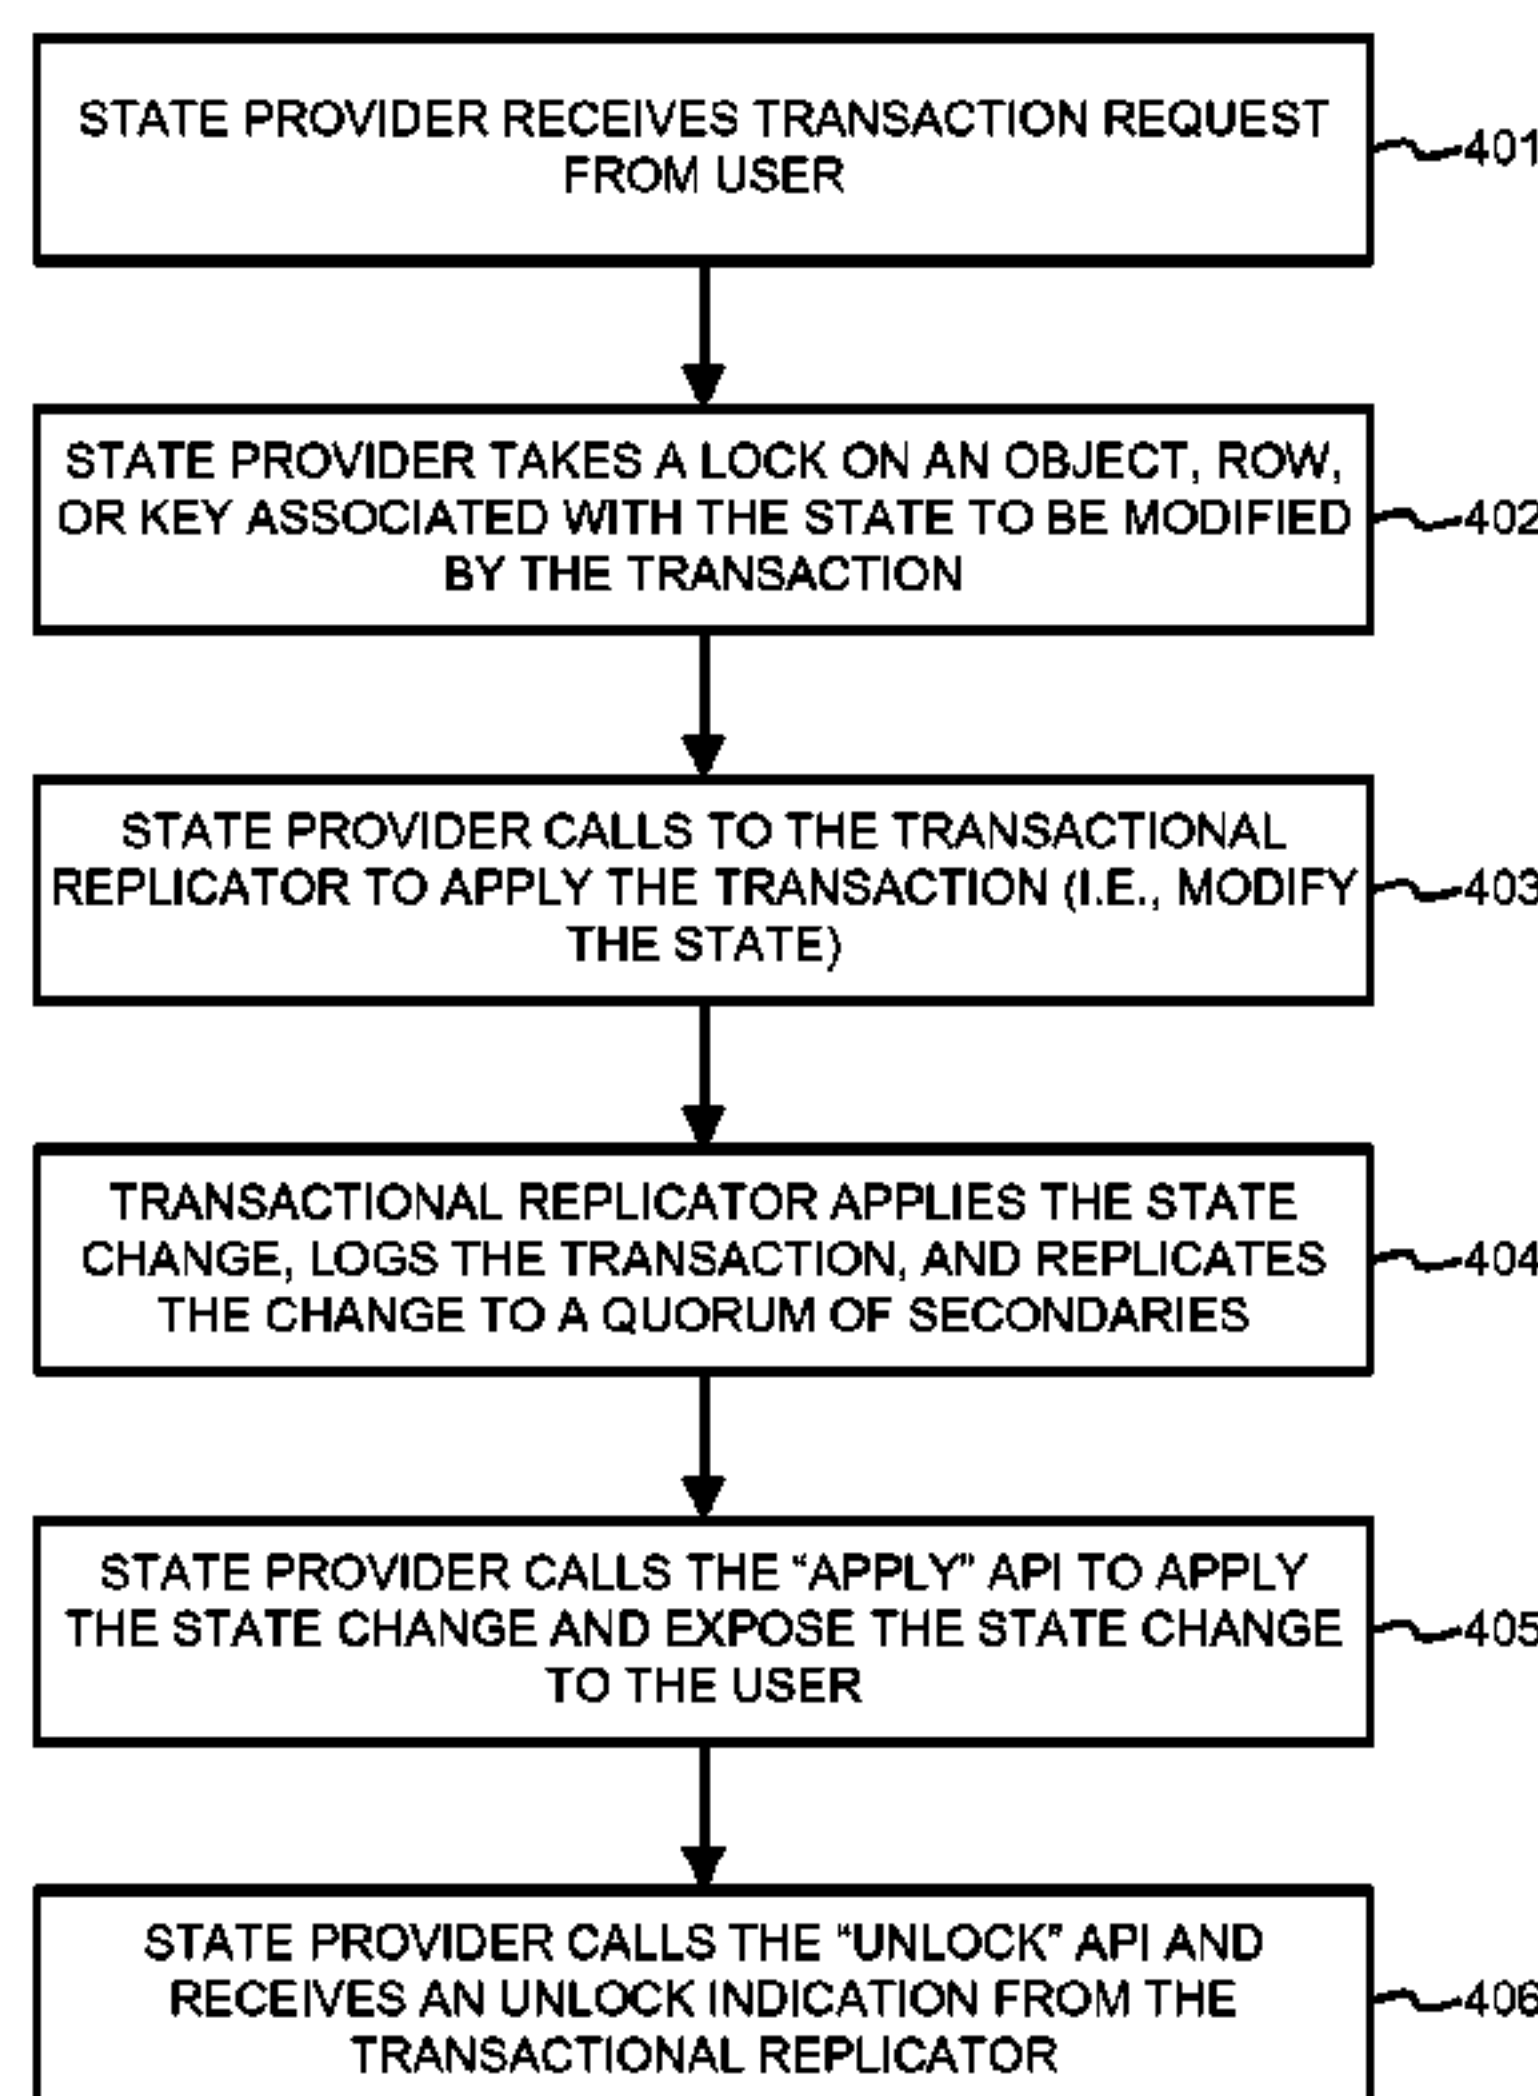 STATE PROVIDER RECEIVES TRANSACTION REQUEST
FROM USER
401
STATE PROVIDER TAKES A LOCK ON AN OBJECT, ROW,
OR KEY ASSOCIATED WITH THE STATE TO BE MODIFIED
BY THE TRANSACTION
402
STATE PROVIDER CALLS TO THE TRANSACTIONAL
REPLICATOR TO APPLY THE TRANSACTION (I.E., MODIFY
THE STATE)
403
TRANSACTIONAL REPLICATOR APPLIES THE STATE
CHANGE, LOGS THE TRANSACTION, AND REPLICATES
THE CHANGE TO A QUORUM OF SECONDARIES
404
STATE PROVIDER CALLS THE “APPLY” API TO APPLY
THE STATE CHANGE AND EXPOSE THE STATE CHANGE
TO THE USER
405
STATE PROVIDER CALLS THE “UNLOCK” API AND
RECEIVES AN UNLOCK INDICATION FROM THE
TRANSACTIONAL REPLICATOR
406